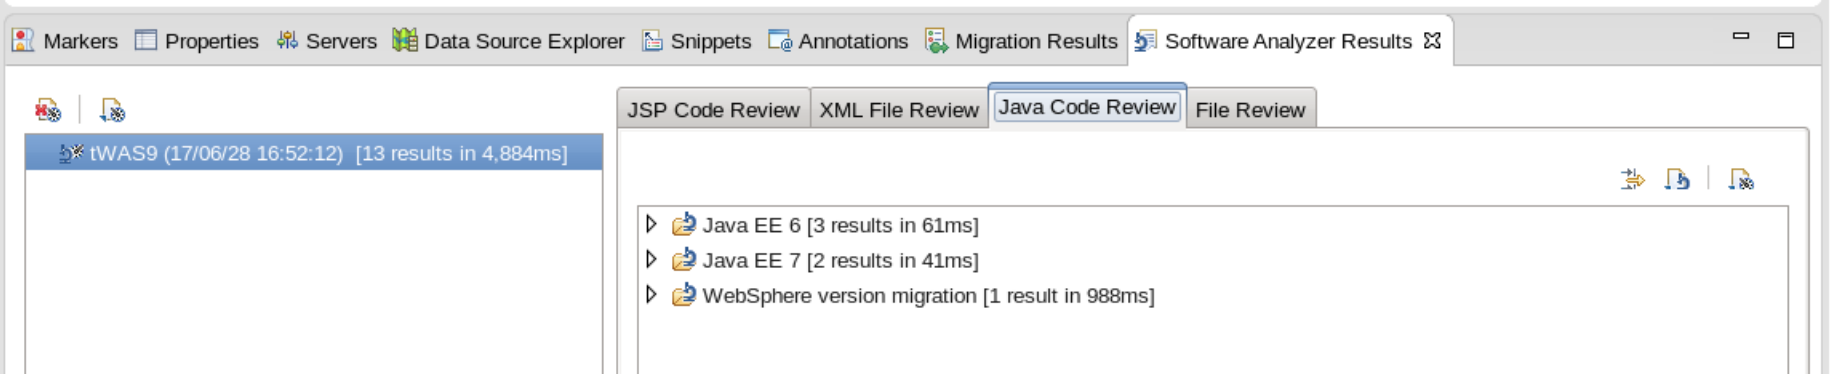 Markers Properties Servers Data Source Explorer Snippets Annotations Migration Results Software Analyzer Results
JSP Code Review XML File Review Java Code Review File Review
tWAS9 (17/06/28 16:52:12) [13 results in 4,884ms]
Java EE 6 [3 results in 61ms]
Java EE 7 [2 results in 41ms]
WebSphere version migration [1 result in 988ms]